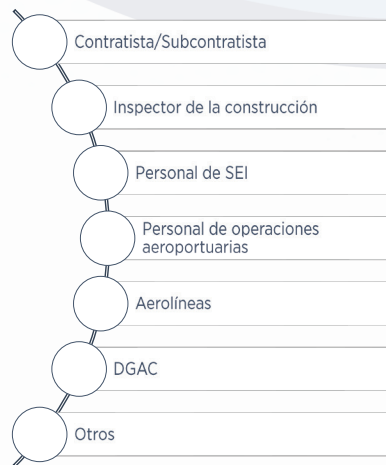 Contratista/Subcontratista
Inspector de la construcción
Personal de SEI
Personal de operaciones
aeroportuarias
Aerolíneas
DGAC
Otros